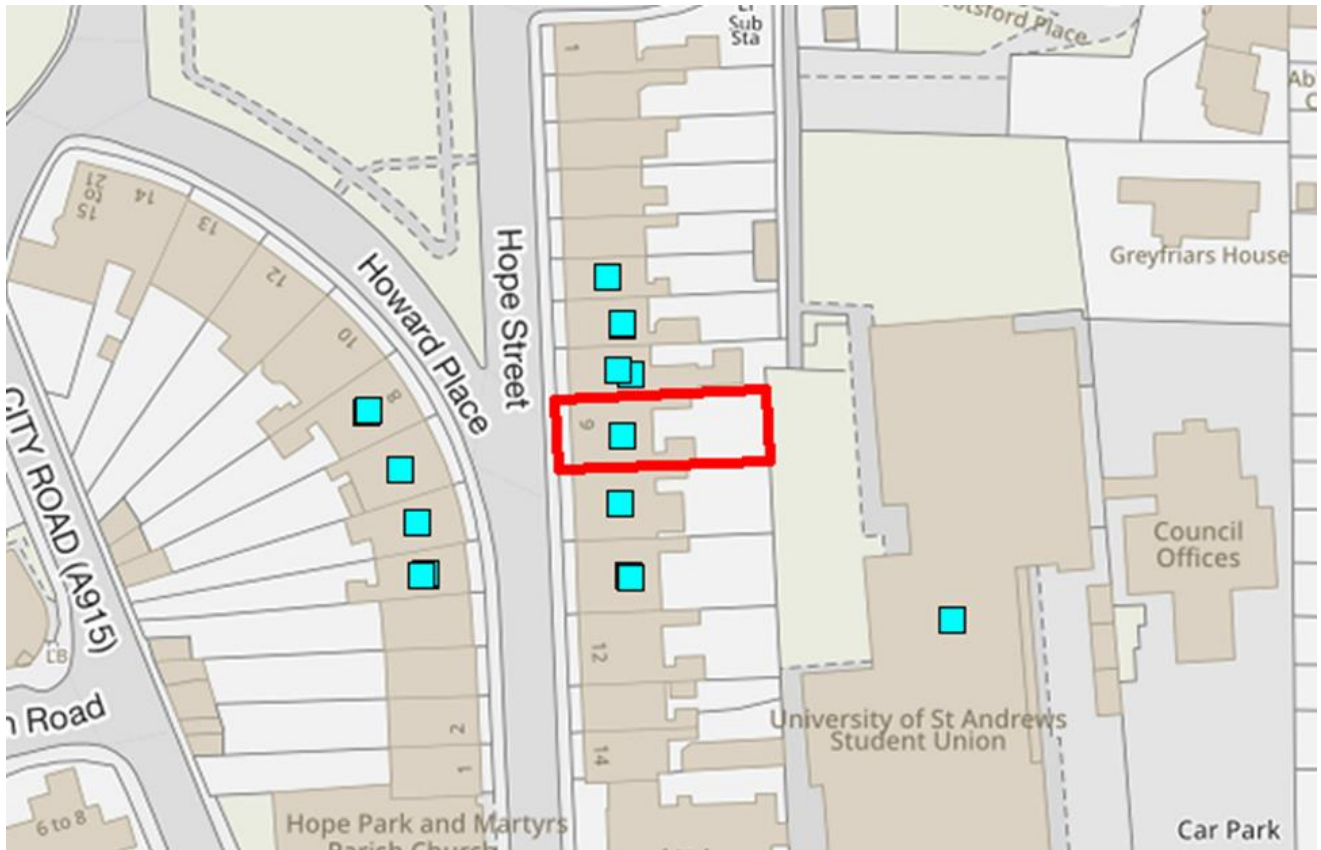 Sub
Sta
Place
1
21
to
15
14
13
12
10
8
Howard Place
Hope Street
9
Greyfriars House
CITY ROAD (A915)
LB
Road
12
14
2
1
6 to 8
Hope Park and Martyrs
Parish Church
University of St Andrews
Student Union
Council
Offices
Car Park